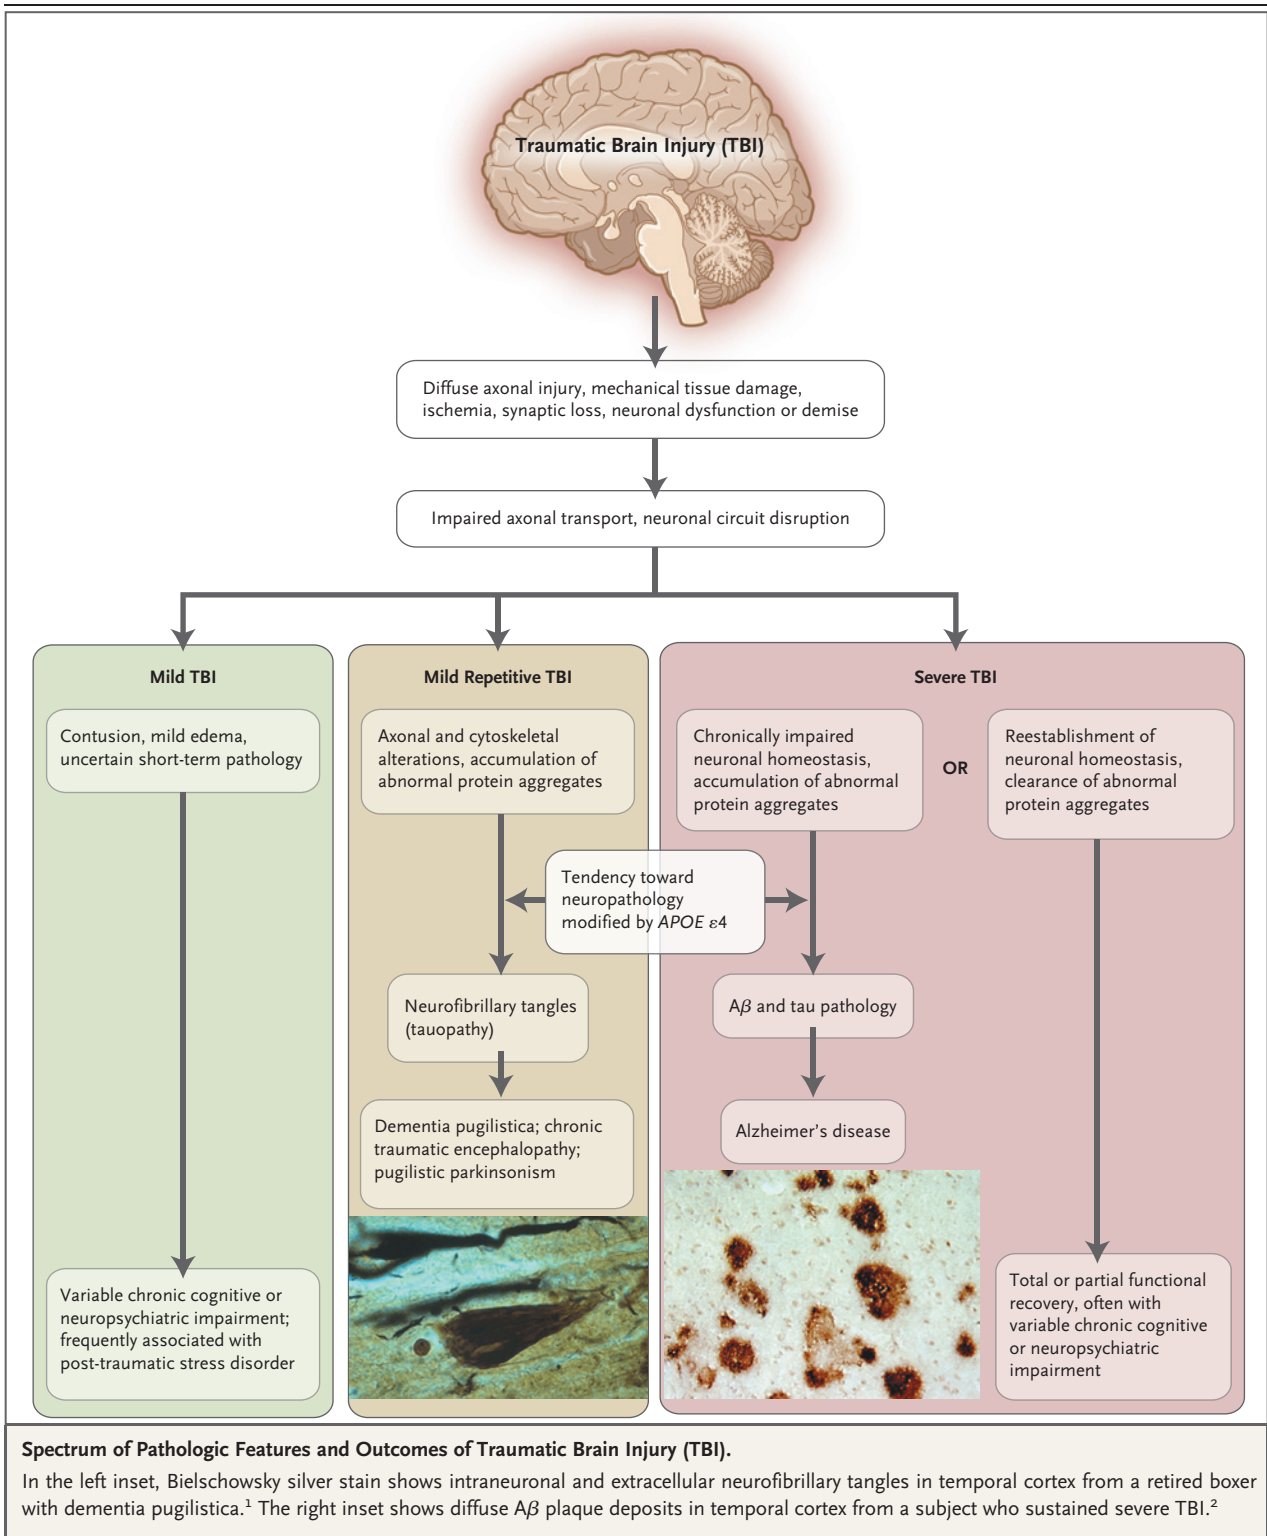 Traumatic Brain Injury (TBI)
Diffuse axonal injury, mechanical tissue damage,
ischemia, synaptic loss, neuronal dysfunction or demise
Impaired axonal transport, neuronal circuit disruption
Mild TBI
Contusion, mild edema,
uncertain short-term pathology
Variable chronic cognitive or
neuropsychiatric impairment;
frequently associated with
post-traumatic stress disorder
Mild Repetitive TBI
Axonal and cytoskeletal
alterations, accumulation of
abnormal protein aggregates
Tendency toward
neuropathology
modified by APOE ε4
Neurofibrillary tangles
(tauopathy)
Dementia pugilistica; chronic
traumatic encephalopathy;
pugilistic parkinsonism
Severe TBI
Chronically impaired
neuronal homeostasis,
accumulation of abnormal
protein aggregates
OR
Reestablishment of
neuronal homeostasis,
clearance of abnormal
protein aggregates
Aβ and tau pathology
Alzheimer's disease
Total or partial functional
recovery, often with
variable chronic cognitive
or neuropsychiatric
impairment
Spectrum of Pathologic Features and Outcomes of Traumatic Brain Injury (TBI).
In the left inset, Bielschowsky silver stain shows intraneuronal and extracellular neurofibrillary tangles in temporal cortex from a retired boxer
with dementia pugilistica.¹ The right inset shows diffuse Aβ plaque deposits in temporal cortex from a subject who sustained severe TBI.²